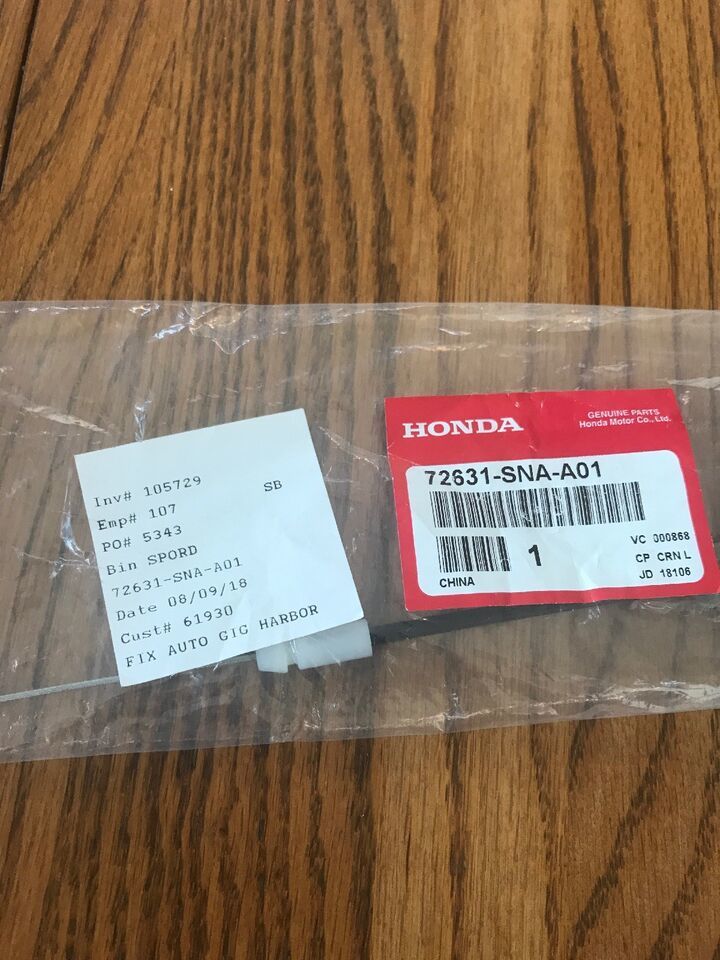 Inv# 105729
SB
Emp# 107
PO# 5343
Bin SPORD
72631-SNA-A01
Date 08/09/18
Cust# 61930
FIX AUTO GIG HARBOR
HONDA
GENUINE PARTS
Honda Motor Co., Ltd.
72631-SNA-A01
1
CHINA
VC 000868
CP CRN L
JD 18106